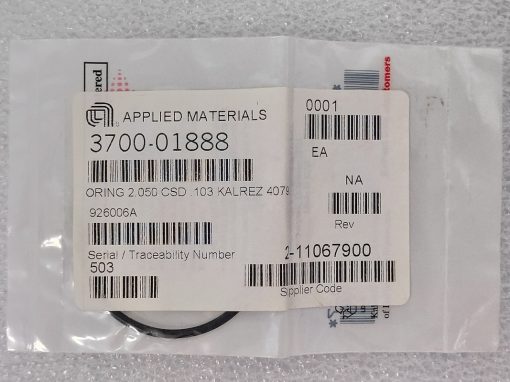 APPLIED MATERIALS
3700-01888
ORING 2.050 CSD .103 KALREZ 4079
926006A
Serial / Traceability Number
503
0001
EA
NA
Rev
2-11067900
Supplier Code